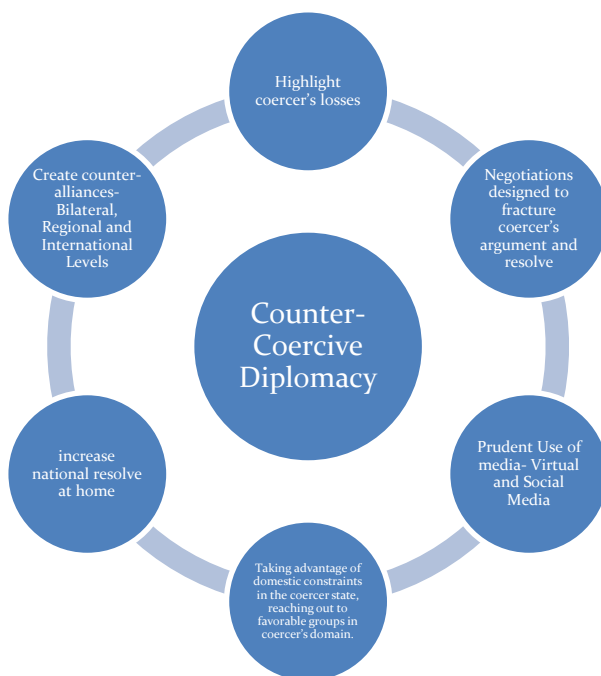 Highlight
coercer's losses
Negotiations
designed to
fracture
coercer's
argument and
resolve
Prudent Use of
media- Virtual
and Social
Media
Taking advantage of
domestic constraints
in the coercer state,
reaching out to
favorable groups in
coercer's domain.
increase
national resolve
at home
Create counter-
alliances-
Bilateral,
Regional and
International
Levels
Counter-
Coercive
Diplomacy